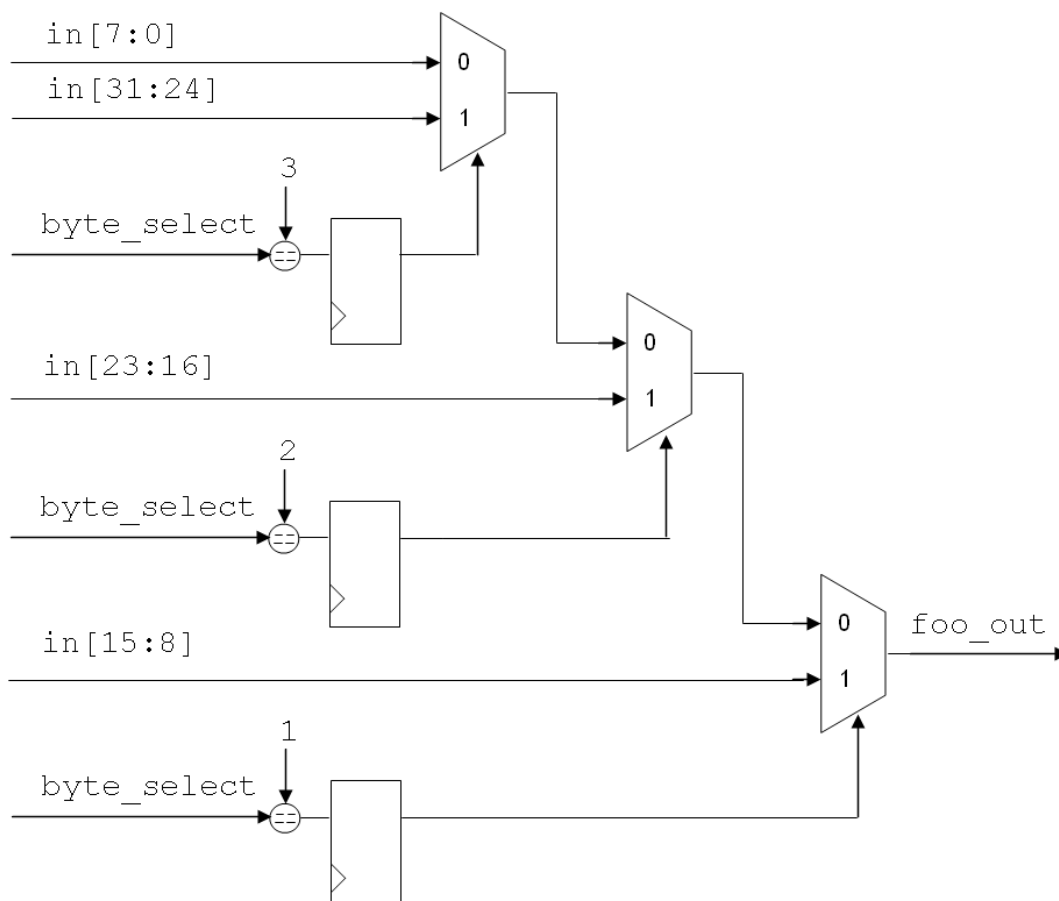 in[7:0]
0
in[31:24]
1
3
byte_select
==
in[23:16]
0
1
2
byte_select
==
in[15:8]
0
foo_out
1
1
byte_select
==